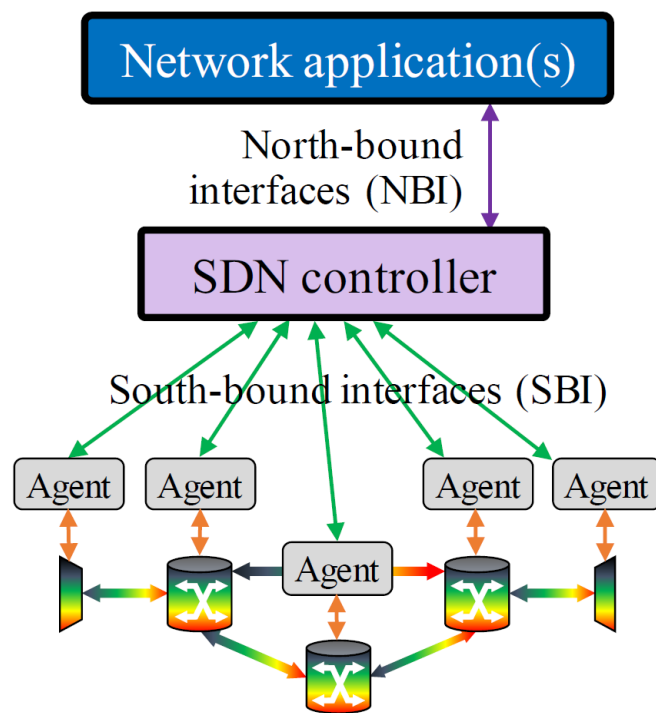 Network application(s)
North-bound
interfaces (NBI)
SDN controller
South-bound interfaces (SBI)
Agent
Agent
Agent
Agent
Agent